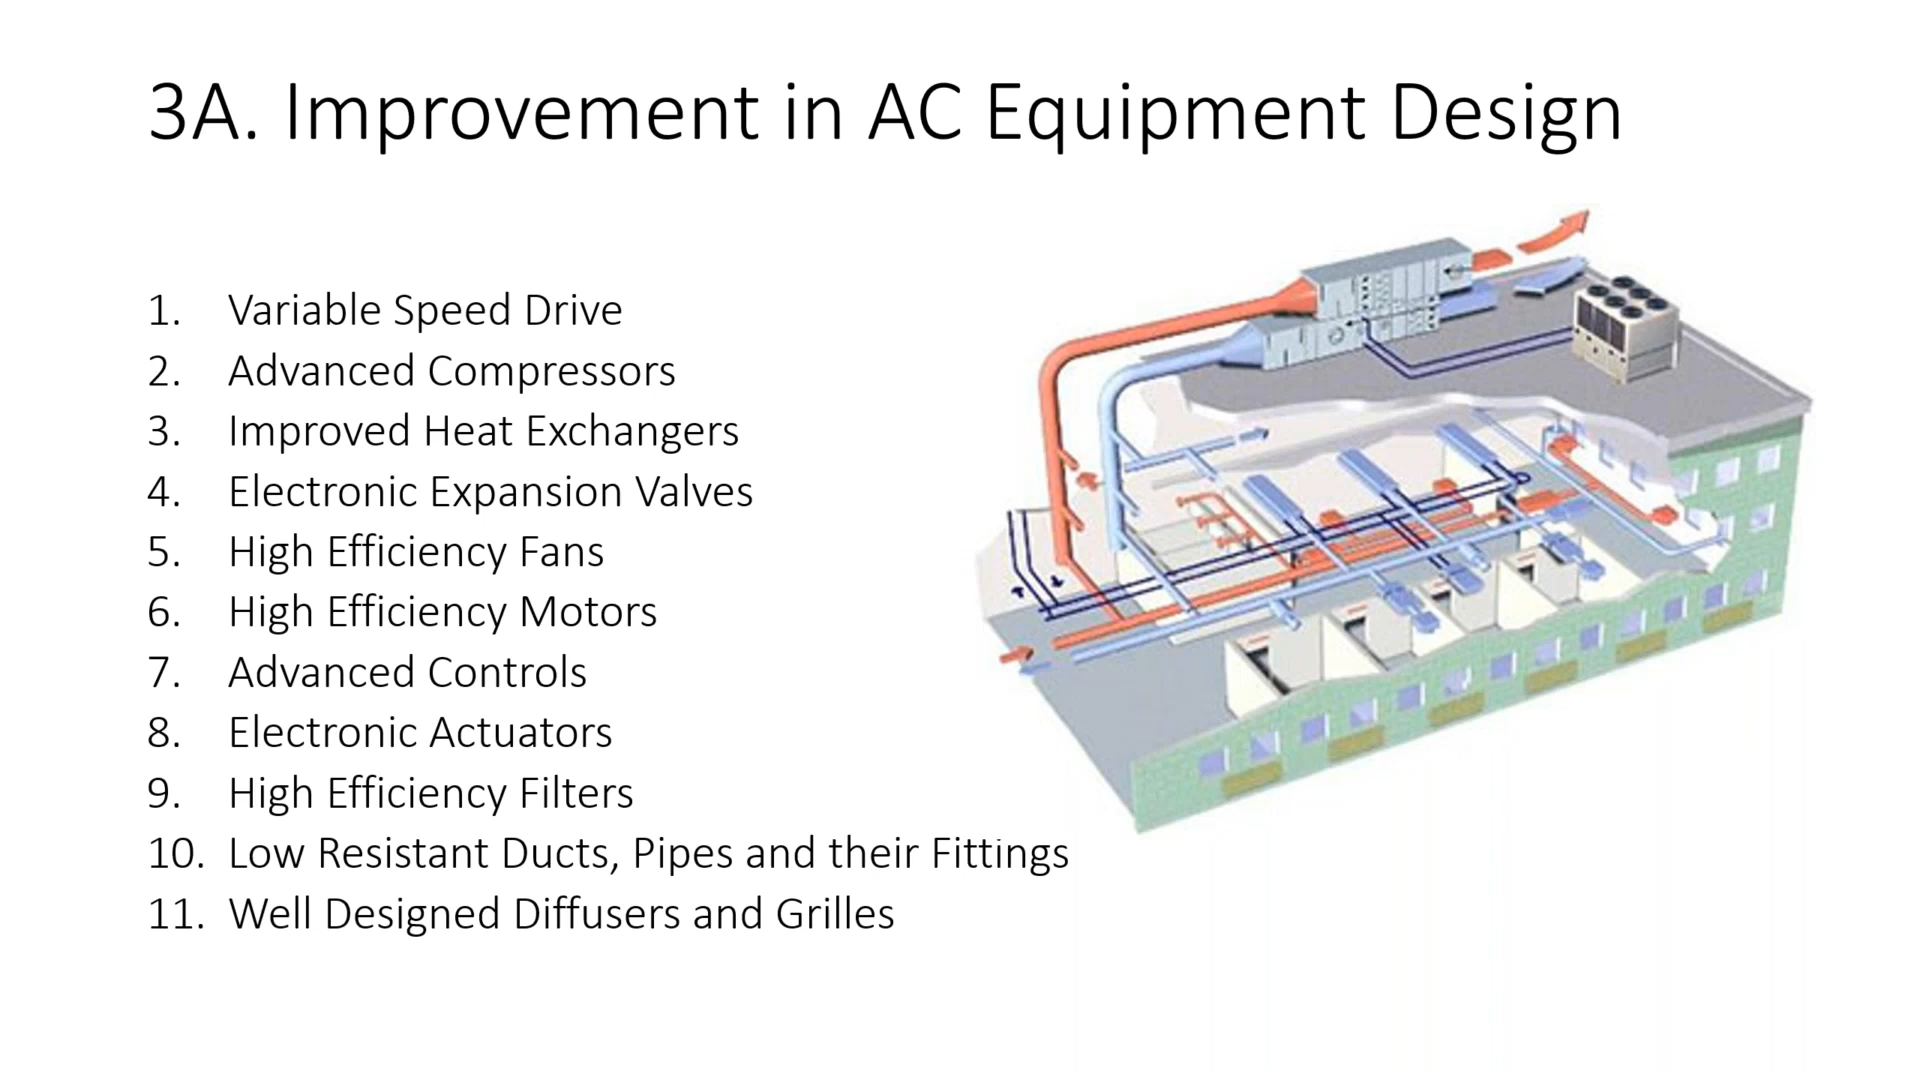 3A. Improvement in AC Equipment Design
1. Variable Speed Drive
2. Advanced Compressors
3. Improved Heat Exchangers
4. Electronic Expansion Valves
5. High Efficiency Fans
6. High Efficiency Motors
7. Advanced Controls
8. Electronic Actuators
9. High Efficiency Filters
10. Low Resistant Ducts, Pipes and their Fittings
11. Well Designed Diffusers and Grilles